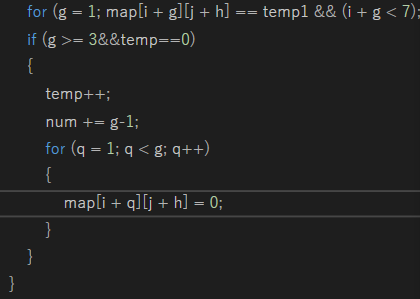 for (g = 1; map[i + g][j + h] == temp1 && (i + g < 7);
if (g >= 3&&temp==0)
{
temp++;
num += g-1;
for (q = 1; q < g; q++)
{
map[i + q][j + h] = 0;
}
}
}